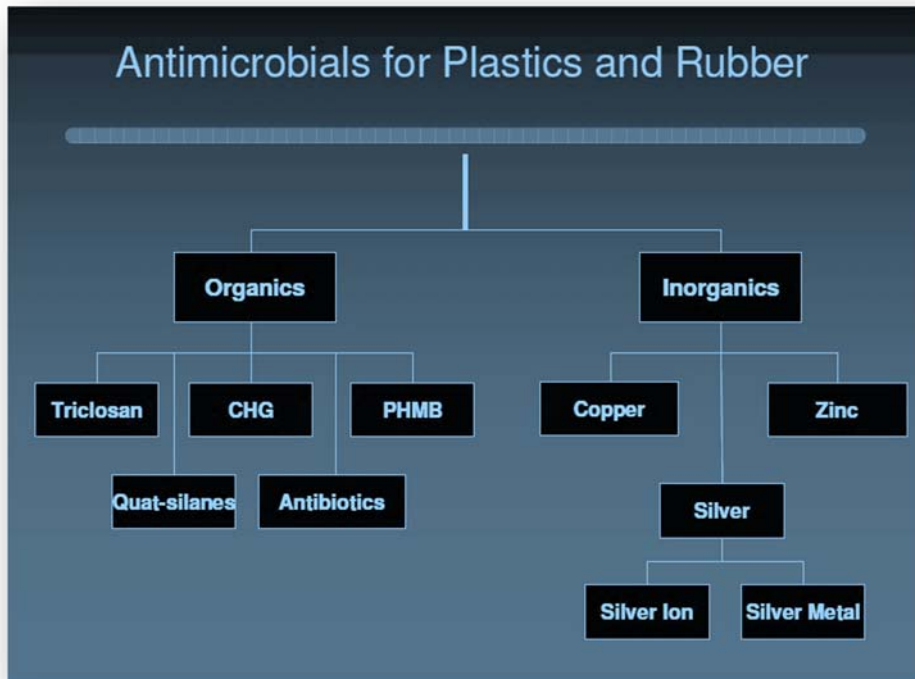 Antimicrobials for Plastics and Rubber
Organics
Inorganics
Triclosan
CHG
PHMB
Copper
Zinc
Quat-silanes
Antibiotics
Silver
Silver Ion
Silver Metal